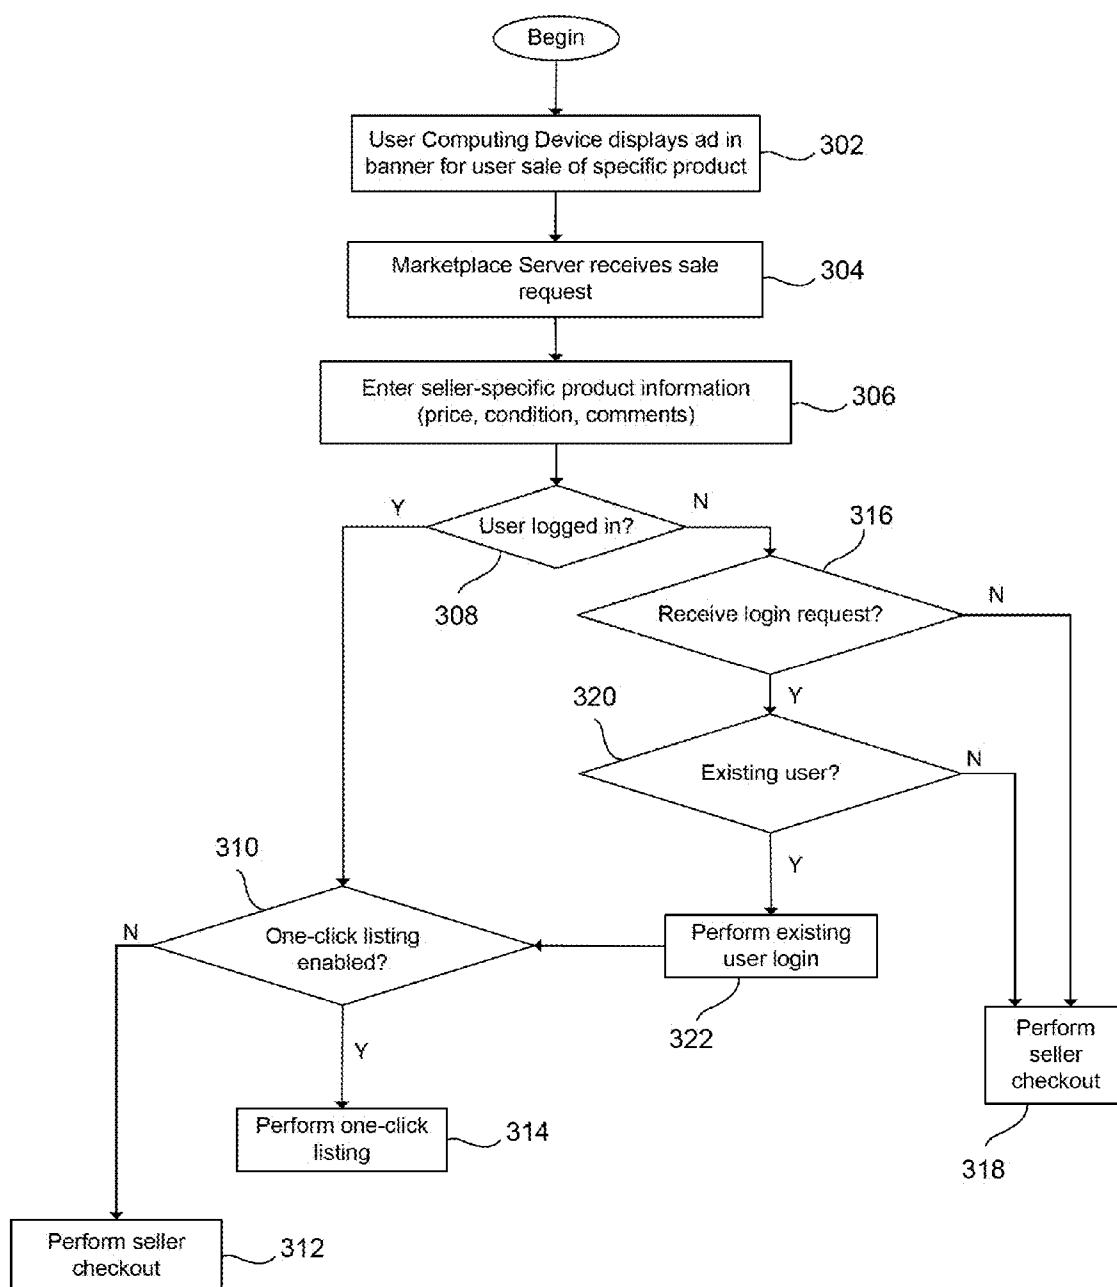 Begin
User Computing Device displays ad in
banner for user sale of specific product
302
Marketplace Server receives sale
request
304
Enter seller-specific product information
(price, condition, comments)
306
Y
N
User logged in?
308
316
Receive login request?
N
Y
320
Existing user?
N
Y
310
One-click listing
enabled?
N
Perform existing
user login
322
Y
Perform
seller
checkout
318
Perform one-click
listing
314
Perform seller
checkout
312